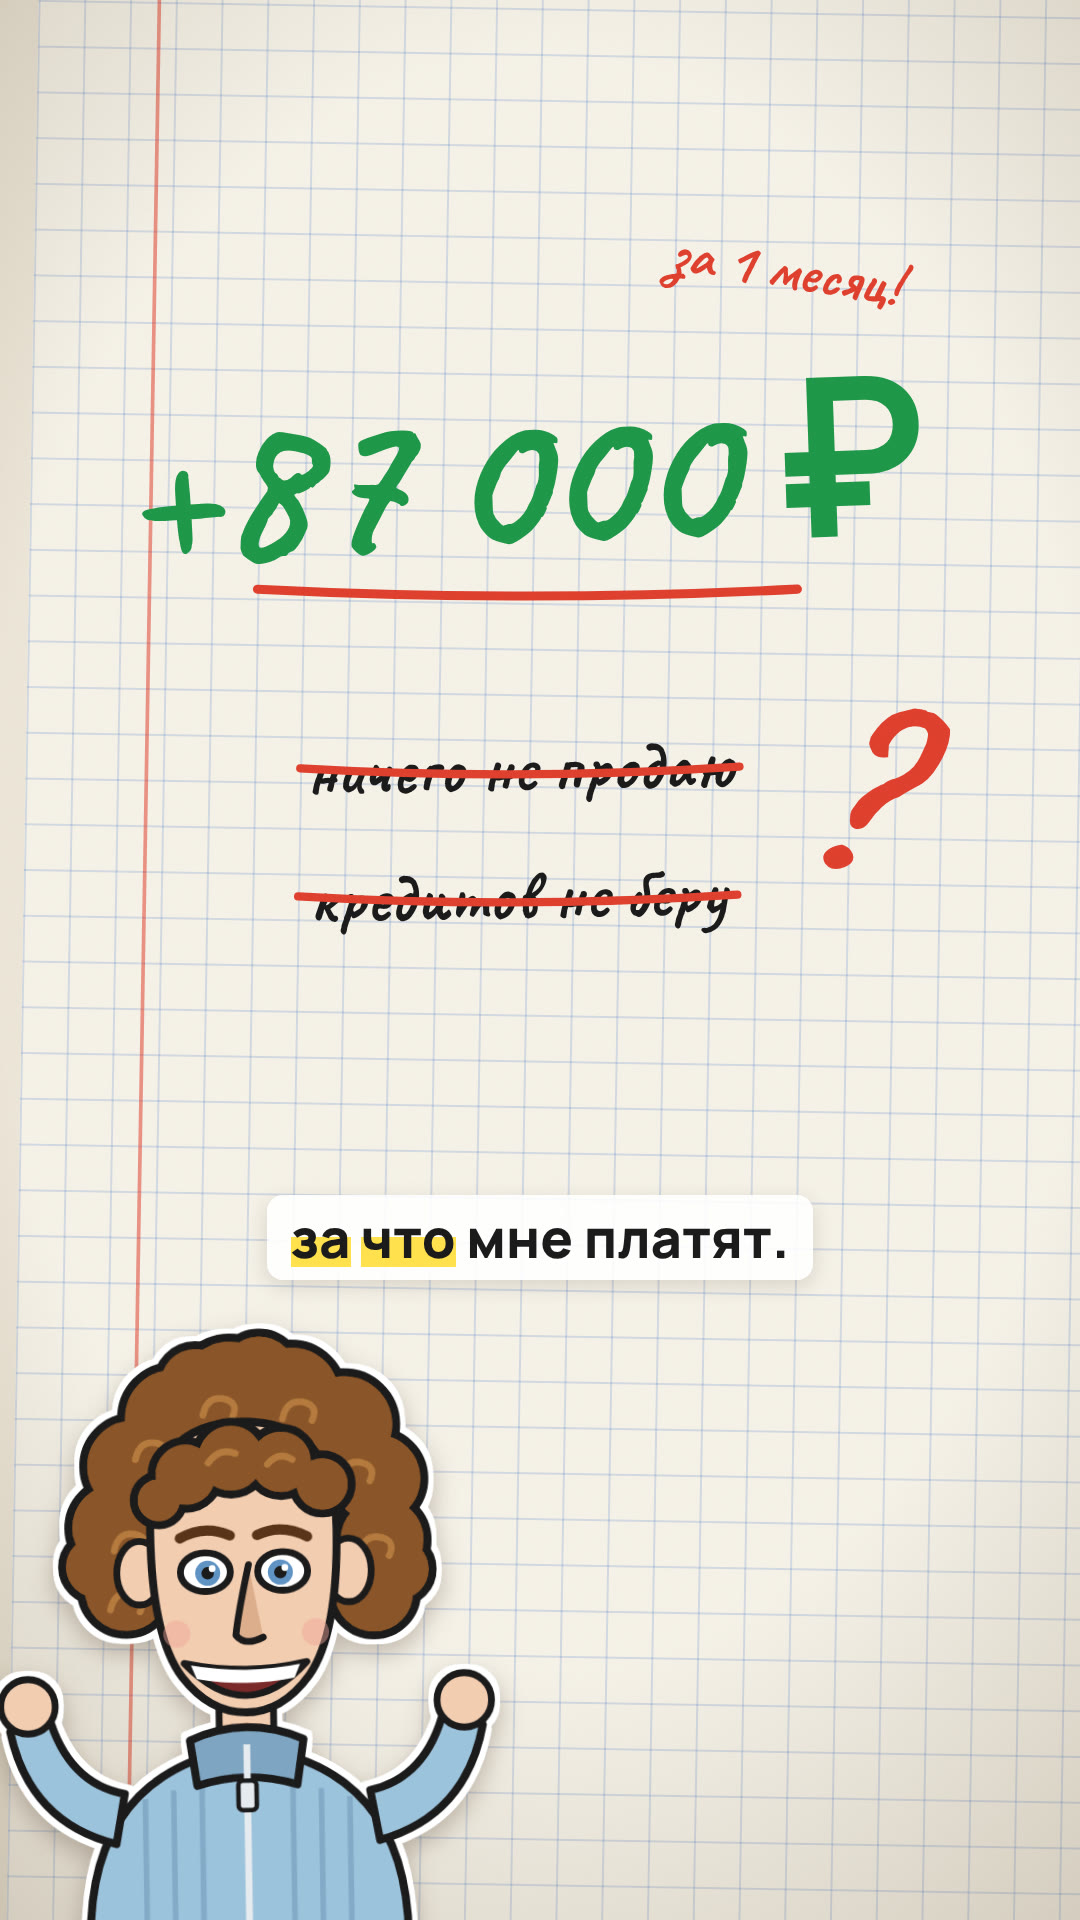 за 1 месяц!
+87 000 ₽
ничего не продаю
?
кредитов не беру
за что мне платят.